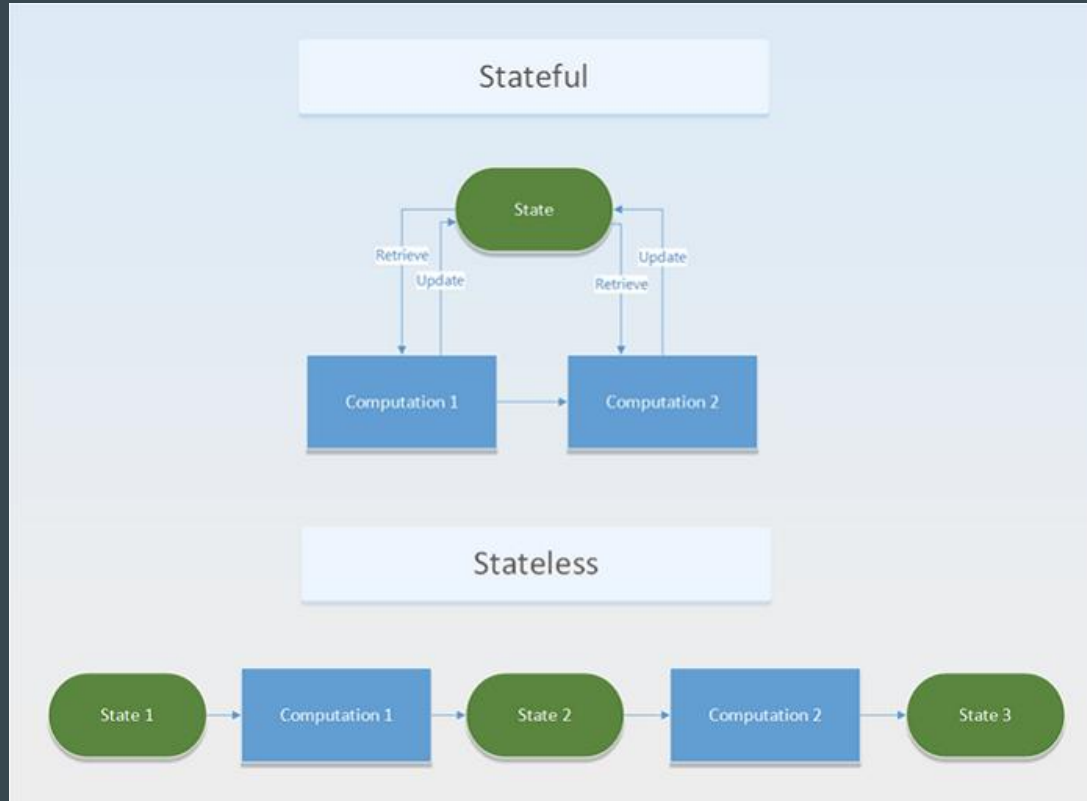 Stateful
State
Retrieve
Update
Update
Retrieve
Computation 1
Computation 2
Stateless
State 1
Computation 1
State 2
Computation 2
State 3